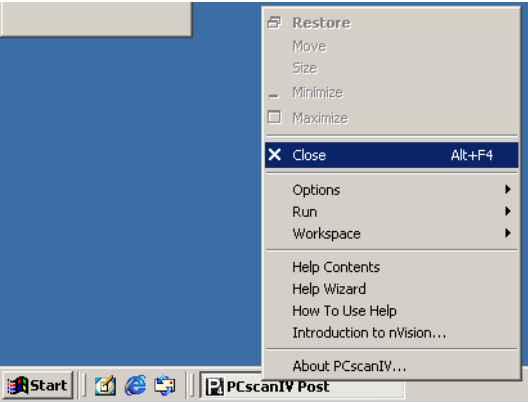 Restore
Move
Size
Minimize
Maximize
Close Alt+F4
Options
Run
Workspace
Help Contents
Help Wizard
How To Use Help
Introduction to nVision...
About PCscanIV...
Start PCscanIV Post